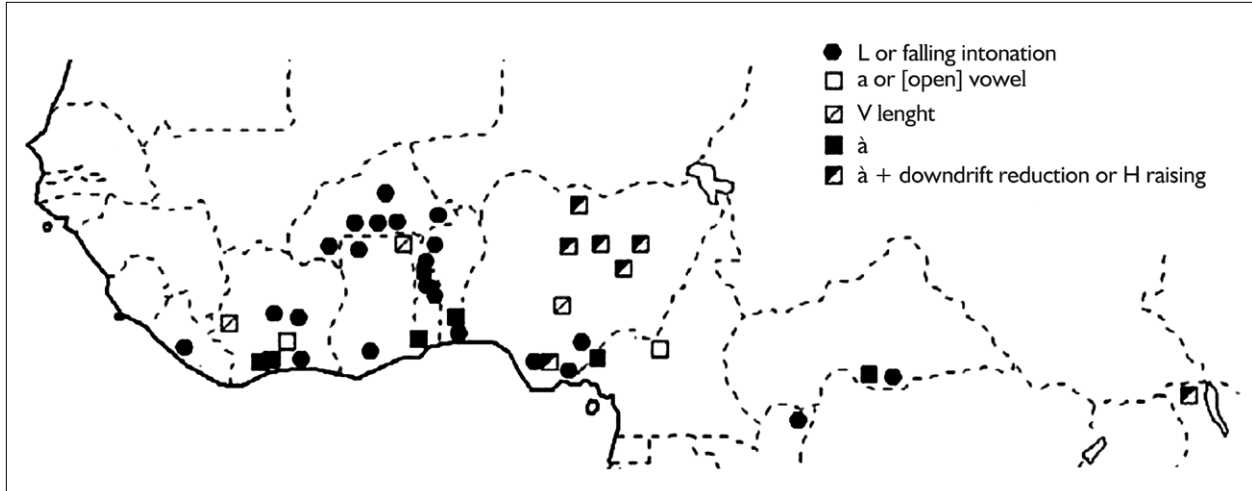 L or falling intonation
a or [open] vowel
V lenght
à
à + downdrift reduction or H raising